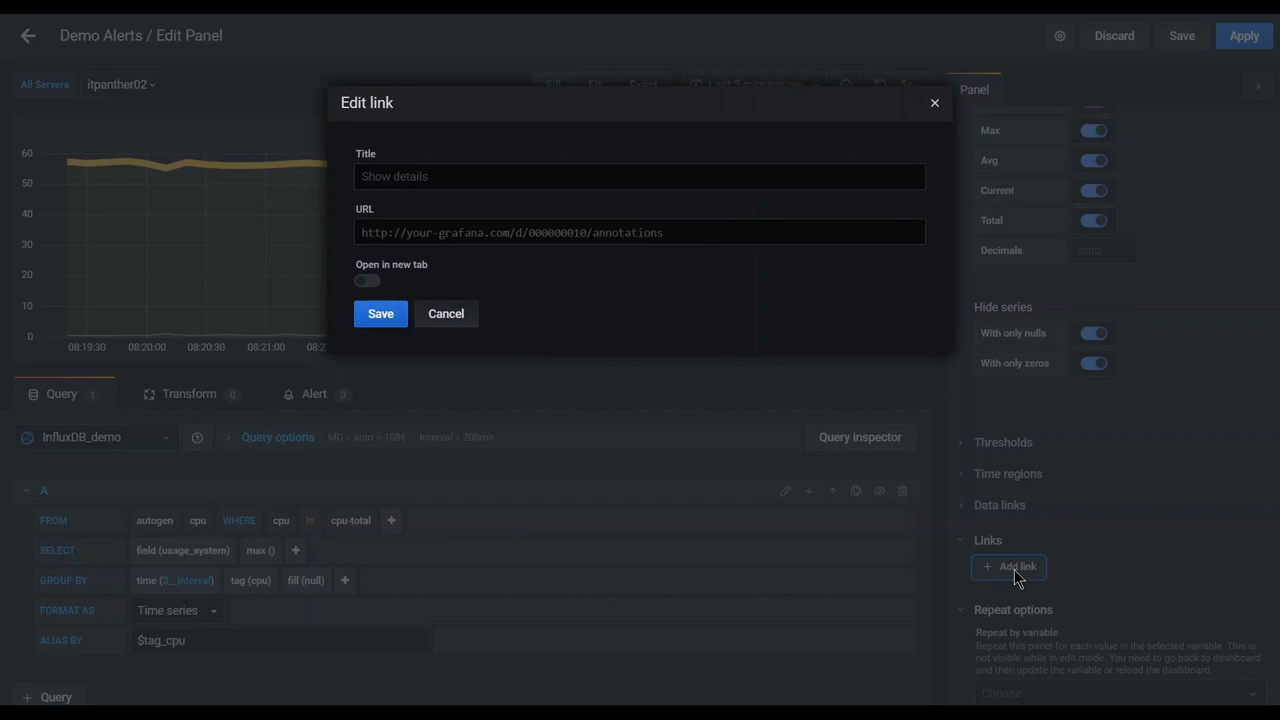 Demo Alerts / Edit Panel
Discard
Save
Apply
All Servers
itpanther02
Fill
Fit
Exact
Last 5 minutes
Panel
Edit link
Title
Show details
URL
http://your-grafana.com/d/000000010/annotations
Open in new tab
Save
Cancel
60
50
40
30
20
10
0
08:19:30
08:20:00
08:20:30
08:21:00
Max
Avg
Current
Total
Decimals
auto
Hide series
With only nulls
With only zeros
Thresholds
Time regions
Data links
Links
+ Add link
Repeat options
Repeat by variable
Repeat this panel for each value in the selected variable. This is
not visible while in edit mode. You need to go back to dashboard
and then update the variable or reload the dashboard.
Choose
Query 1
Transform 0
Alert 0
InfluxDB_demo
Query options
MD = auto = 1086
Interval = 200ms
Query inspector
A
FROM autogen cpu WHERE cpu != cpu-total +
SELECT field (usage_system) max () +
GROUP BY time ($__interval) tag (cpu) fill (null) +
FORMAT AS Time series
ALIAS BY $tag_cpu
+ Query